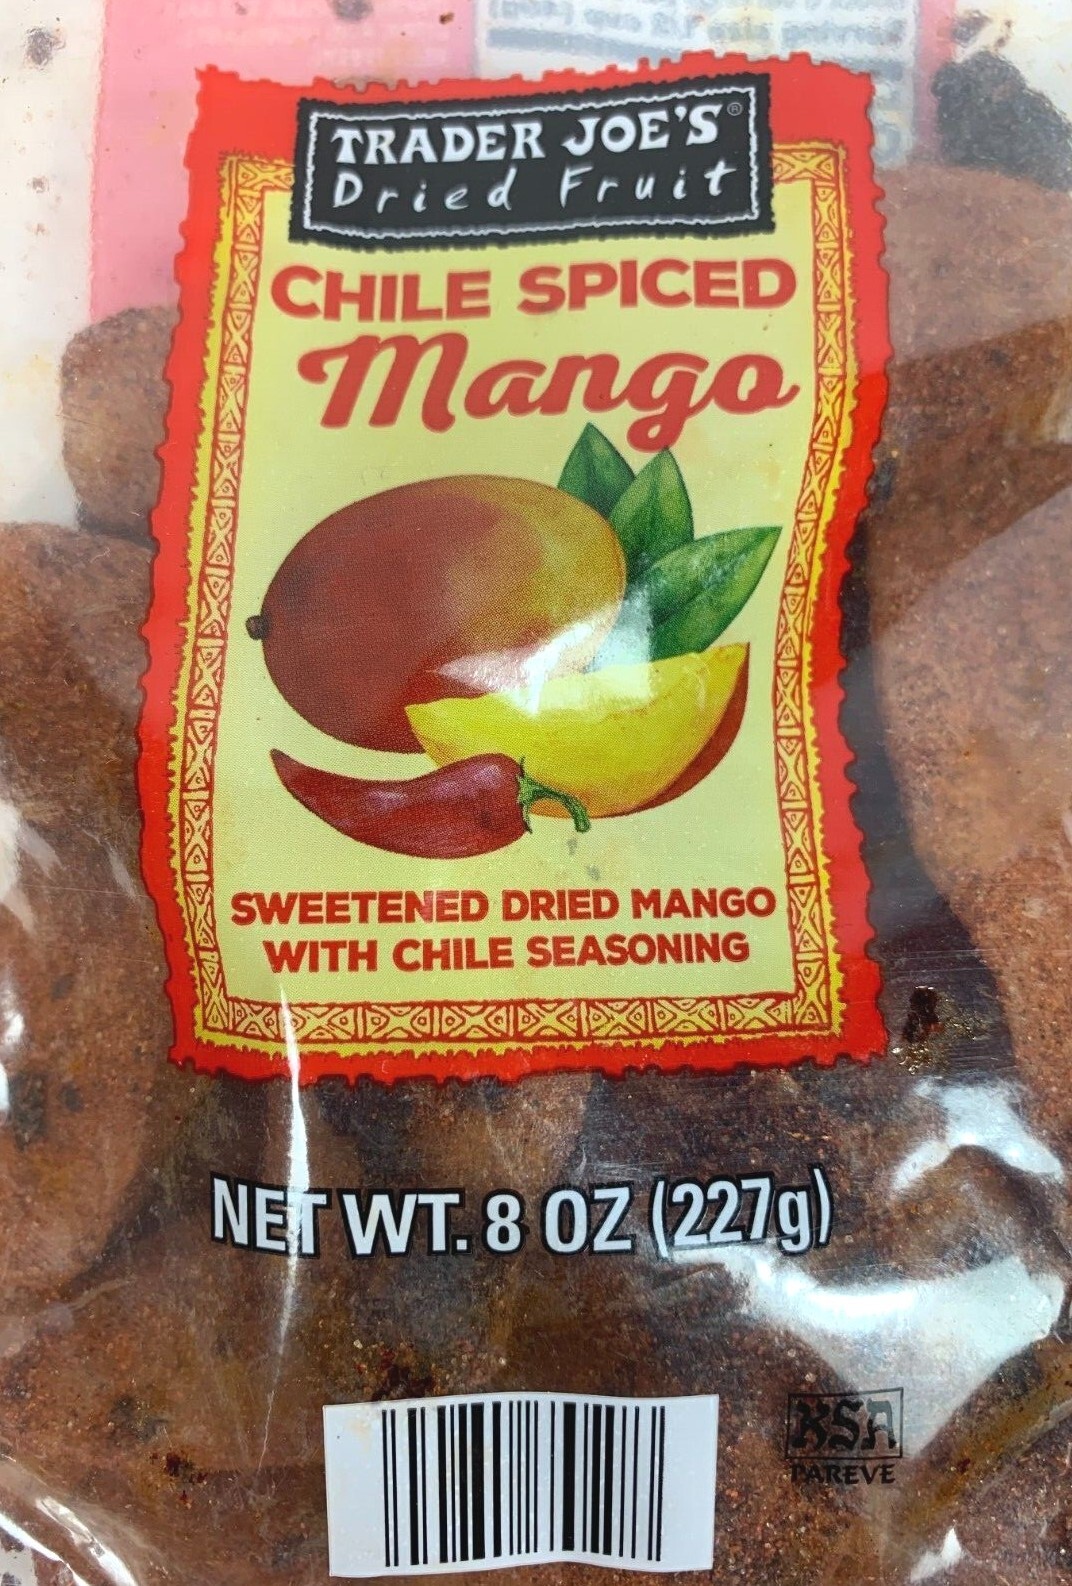 TRADER JOE'S®
Dried Fruit
CHILE SPICED
Mango
SWEETENED DRIED MANGO
WITH CHILE SEASONING
NET WT. 8 OZ (227g)
KSA
PAREVE